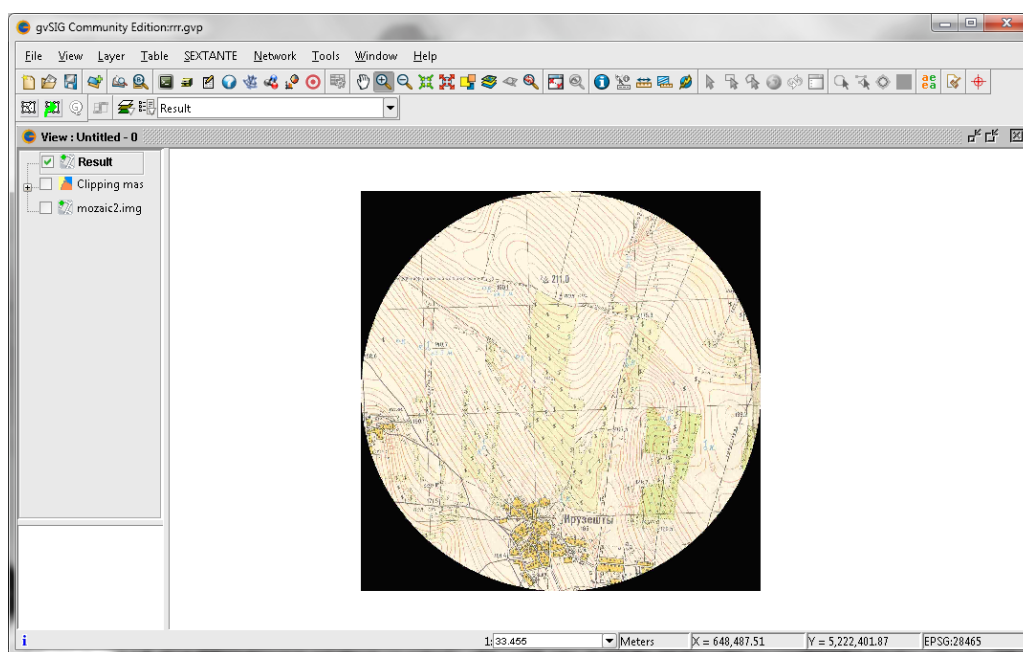 gvSIG Community Edition:rrr.gvp
File View Layer Table SEXTANTE Network Tools Window Help
Result
View : Untitled - 0
Result
Clipping mas
mozaic2.img
211,0
Ирузешты
1: 33.455 Meters X = 648,487.51 Y = 5,222,401.87 EPSG:28465